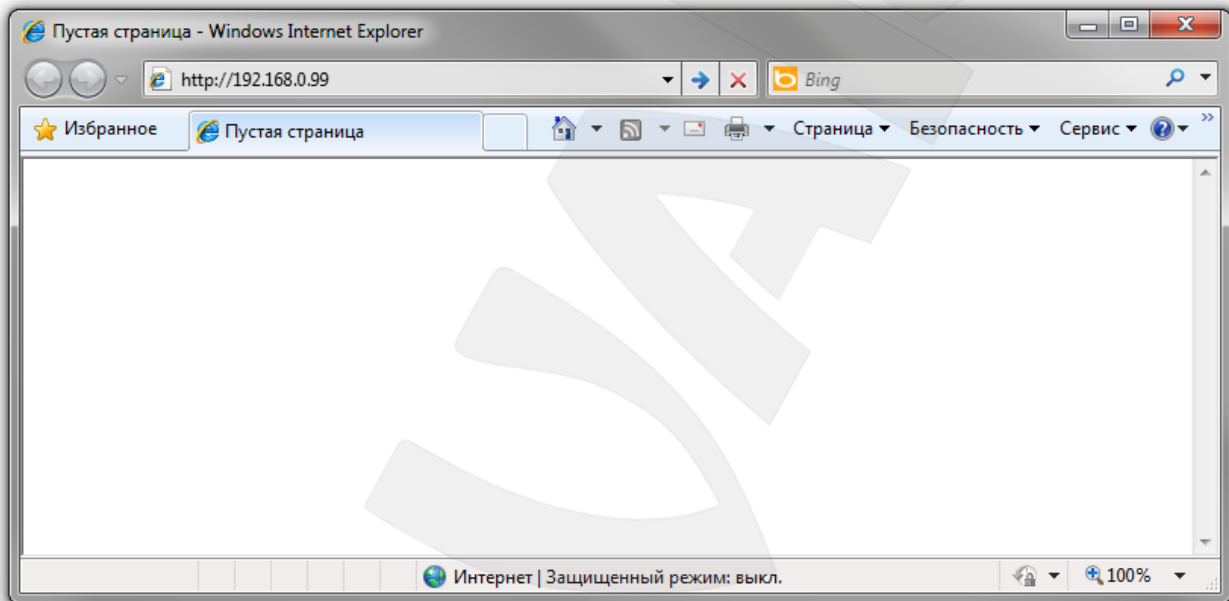 Пустая страница - Windows Internet Explorer
http://192.168.0.99
Bing
Избранное
Пустая страница
Страница
Безопасность
Сервис
Интернет | Защищенный режим: выкл.
100%